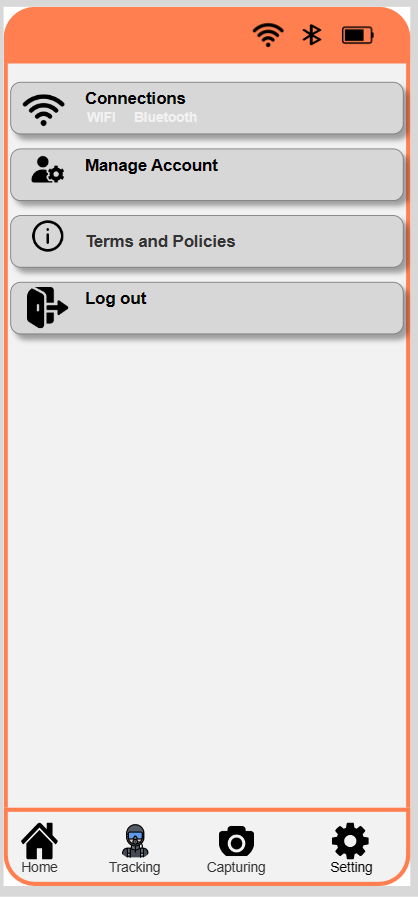 Connections
WIFI Bluetooth
Manage Account
Terms and Policies
Log out
Home Tracking Capturing Setting